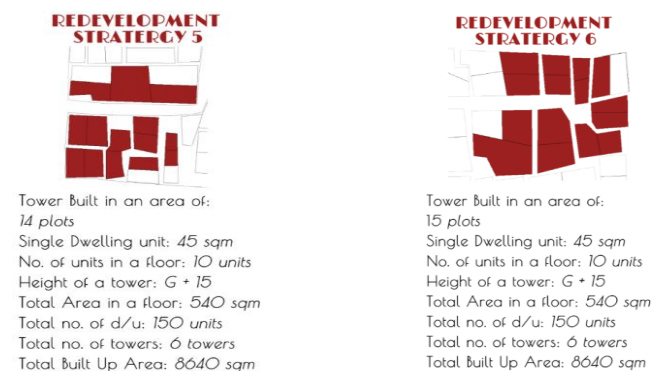 REDEVELOPMENT
STRATERGY 5
Tower Built in an area of:
14 plots
Single Dwelling unit: 45 sqm
No. of units in a floor: 10 units
Height of a tower: G + 15
Total Area in a floor: 540 sqm
Total no. of d/u: 150 units
Total no. of towers: 6 towers
Total Built Up Area: 8640 sqm
REDEVELOPMENT
STRATERGY 6
Tower Built in an area of:
15 plots
Single Dwelling unit: 45 sqm
No. of units in a floor: 10 units
Height of a tower: G + 15
Total Area in a floor: 540 sqm
Total no. of d/u: 150 units
Total no. of towers: 6 towers
Total Built Up Area: 8640 sqm